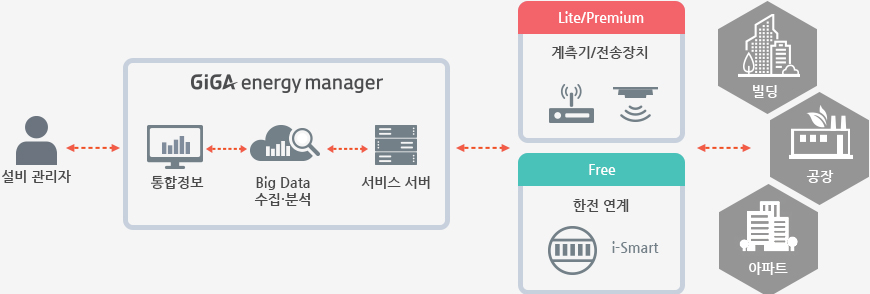 설비 관리자
GiGA energy manager
통합정보
Big Data
수집·분석
서비스 서버
Lite/Premium
계측기/전송장치
Free
한전 연계
i-Smart
빌딩
공장
아파트